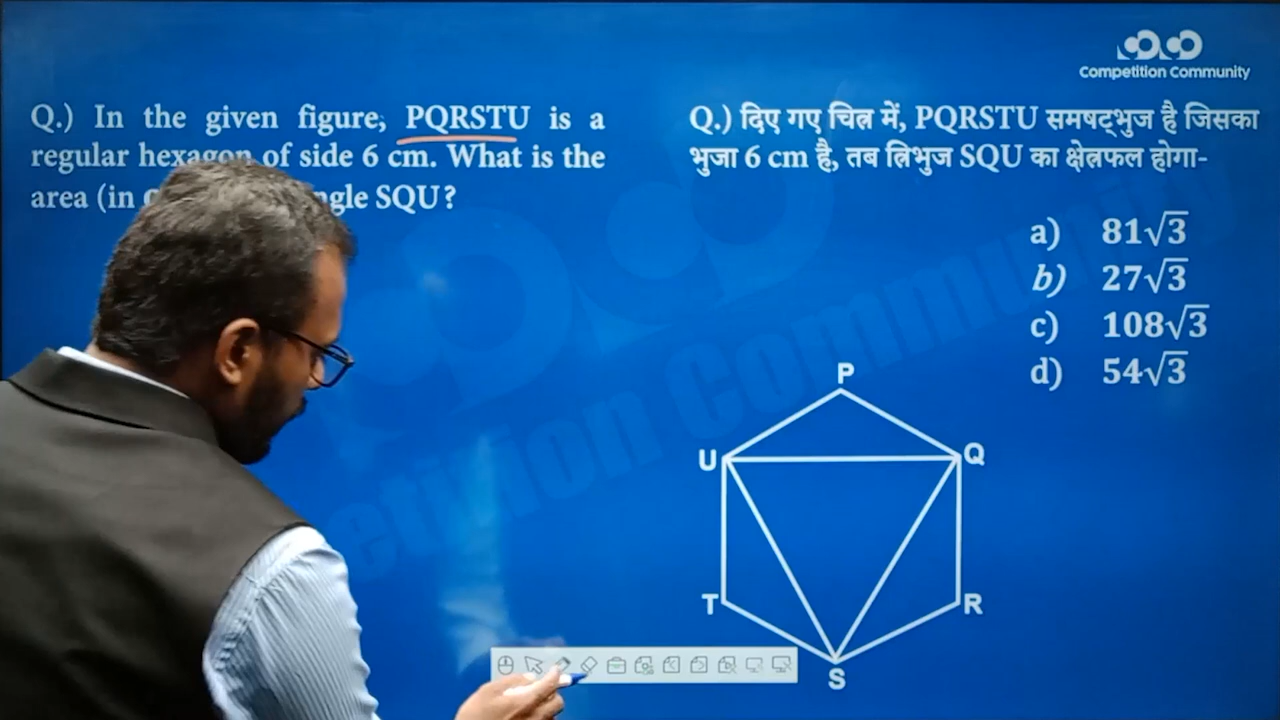 Competition Community
Q.) In the given figure, PQRSTU is a
regular hexagon of side 6 cm. What is the
area (in SQU?
Q.) दिए गए चित्र में, PQRSTU समषट्भुज है जिसका
भुजा 6 cm है, तब त्रिभुज SQU का क्षेत्रफल होगा-
a) 81√3
b) 27√3
c) 108√3
d) 54√3
P
U
Q
T
R
S